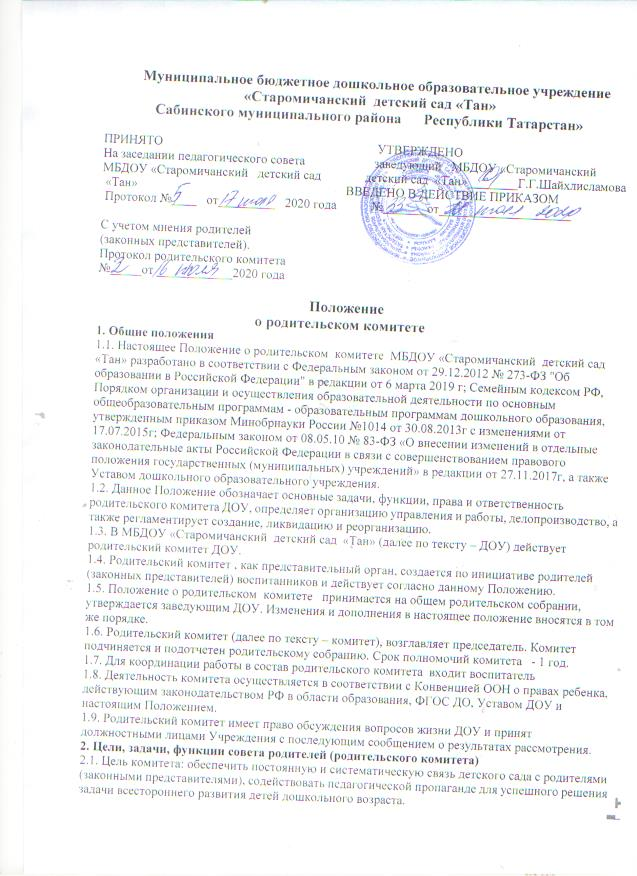 Муниципальное бюджетное дошкольное образовательное учреждение
«Старомичанский детский сад «Тан»
Сабинского муниципального района Республики Татарстан»
ПРИНЯТО
На заседании педагогического совета
МБДОУ «Старомичанский детский сад
«Тан»
Протокол № 5 от 17 июля 2020 года
УТВЕРЖДЕНО
заведующий МБДОУ «Старомичанский
детский сад «Тан» Г.Г.Шайхлисламова
ВВЕДЕНО В ДЕЙСТВИЕ ПРИКАЗОМ
№ от 2020
С учетом мнения родителей
(законных представителей).
Протокол родительского комитета
№ 2 от 16 июля 2020 года
Положение
о родительском комитете
1. Общие положения
1.1. Настоящее Положение о родительском комитете МБДОУ «Старомичанский детский сад
«Тан» разработано в соответствии с Федеральным законом от 29.12.2012 № 273-ФЗ "Об
образовании в Российской Федерации" в редакции от 6 марта 2019 г; Семейным кодексом РФ,
Порядком организации и осуществления образовательной деятельности по основным
общеобразовательным программам - образовательным программам дошкольного образования,
утвержденным приказом Минобрнауки России №1014 от 30.08.2013г с изменениями от
17.07.2015г; Федеральным законом от 08.05.10 № 83-ФЗ «О внесении изменений в отдельные
законодательные акты Российской Федерации в связи с совершенствованием правового
положения государственных (муниципальных) учреждений» в редакции от 27.11.2017г, а также
Уставом дошкольного образовательного учреждения.
1.2. Данное Положение обозначает основные задачи, функции, права и ответственность
родительского комитета ДОУ, определяет организацию управления и работы, делопроизводство, а
также регламентирует создание, ликвидацию и реорганизацию.
1.3. В МБДОУ «Старомичанский детский сад «Тан» (далее по тексту – ДОУ) действует
родительский комитет ДОУ.
1.4. Родительский комитет , как представительный орган, создается по инициативе родителей
(законных представителей) воспитанников и действует согласно данному Положению.
1.5. Положение о родительском комитете принимается на общем родительском собрании,
утверждается заведующим ДОУ. Изменения и дополнения в настоящее положение вносятся в том
же порядке.
1.6. Родительский комитет (далее по тексту – комитет), возглавляет председатель. Комитет
подчиняется и подотчетен родительскому собранию. Срок полномочий комитета - 1 год.
1.7. Для координации работы в состав родительского комитета входит воспитатель
1.8. Деятельность комитета осуществляется в соответствии с Конвенцией ООН о правах ребенка,
действующим законодательством РФ в области образования, ФГОС ДО, Уставом ДОУ и
настоящим Положением.
1.9. Родительский комитет имеет право обсуждения вопросов жизни ДОУ и принят
должностными лицами Учреждения с последующим сообщением о результатах рассмотрения.
2. Цели, задачи, функции совета родителей (родительского комитета)
2.1. Цель комитета: обеспечить постоянную и систематическую связь детского сада с родителями
(законными представителями), содействовать педагогической пропаганде для успешного решения
задачи всестороннего развития детей дошкольного возраста.